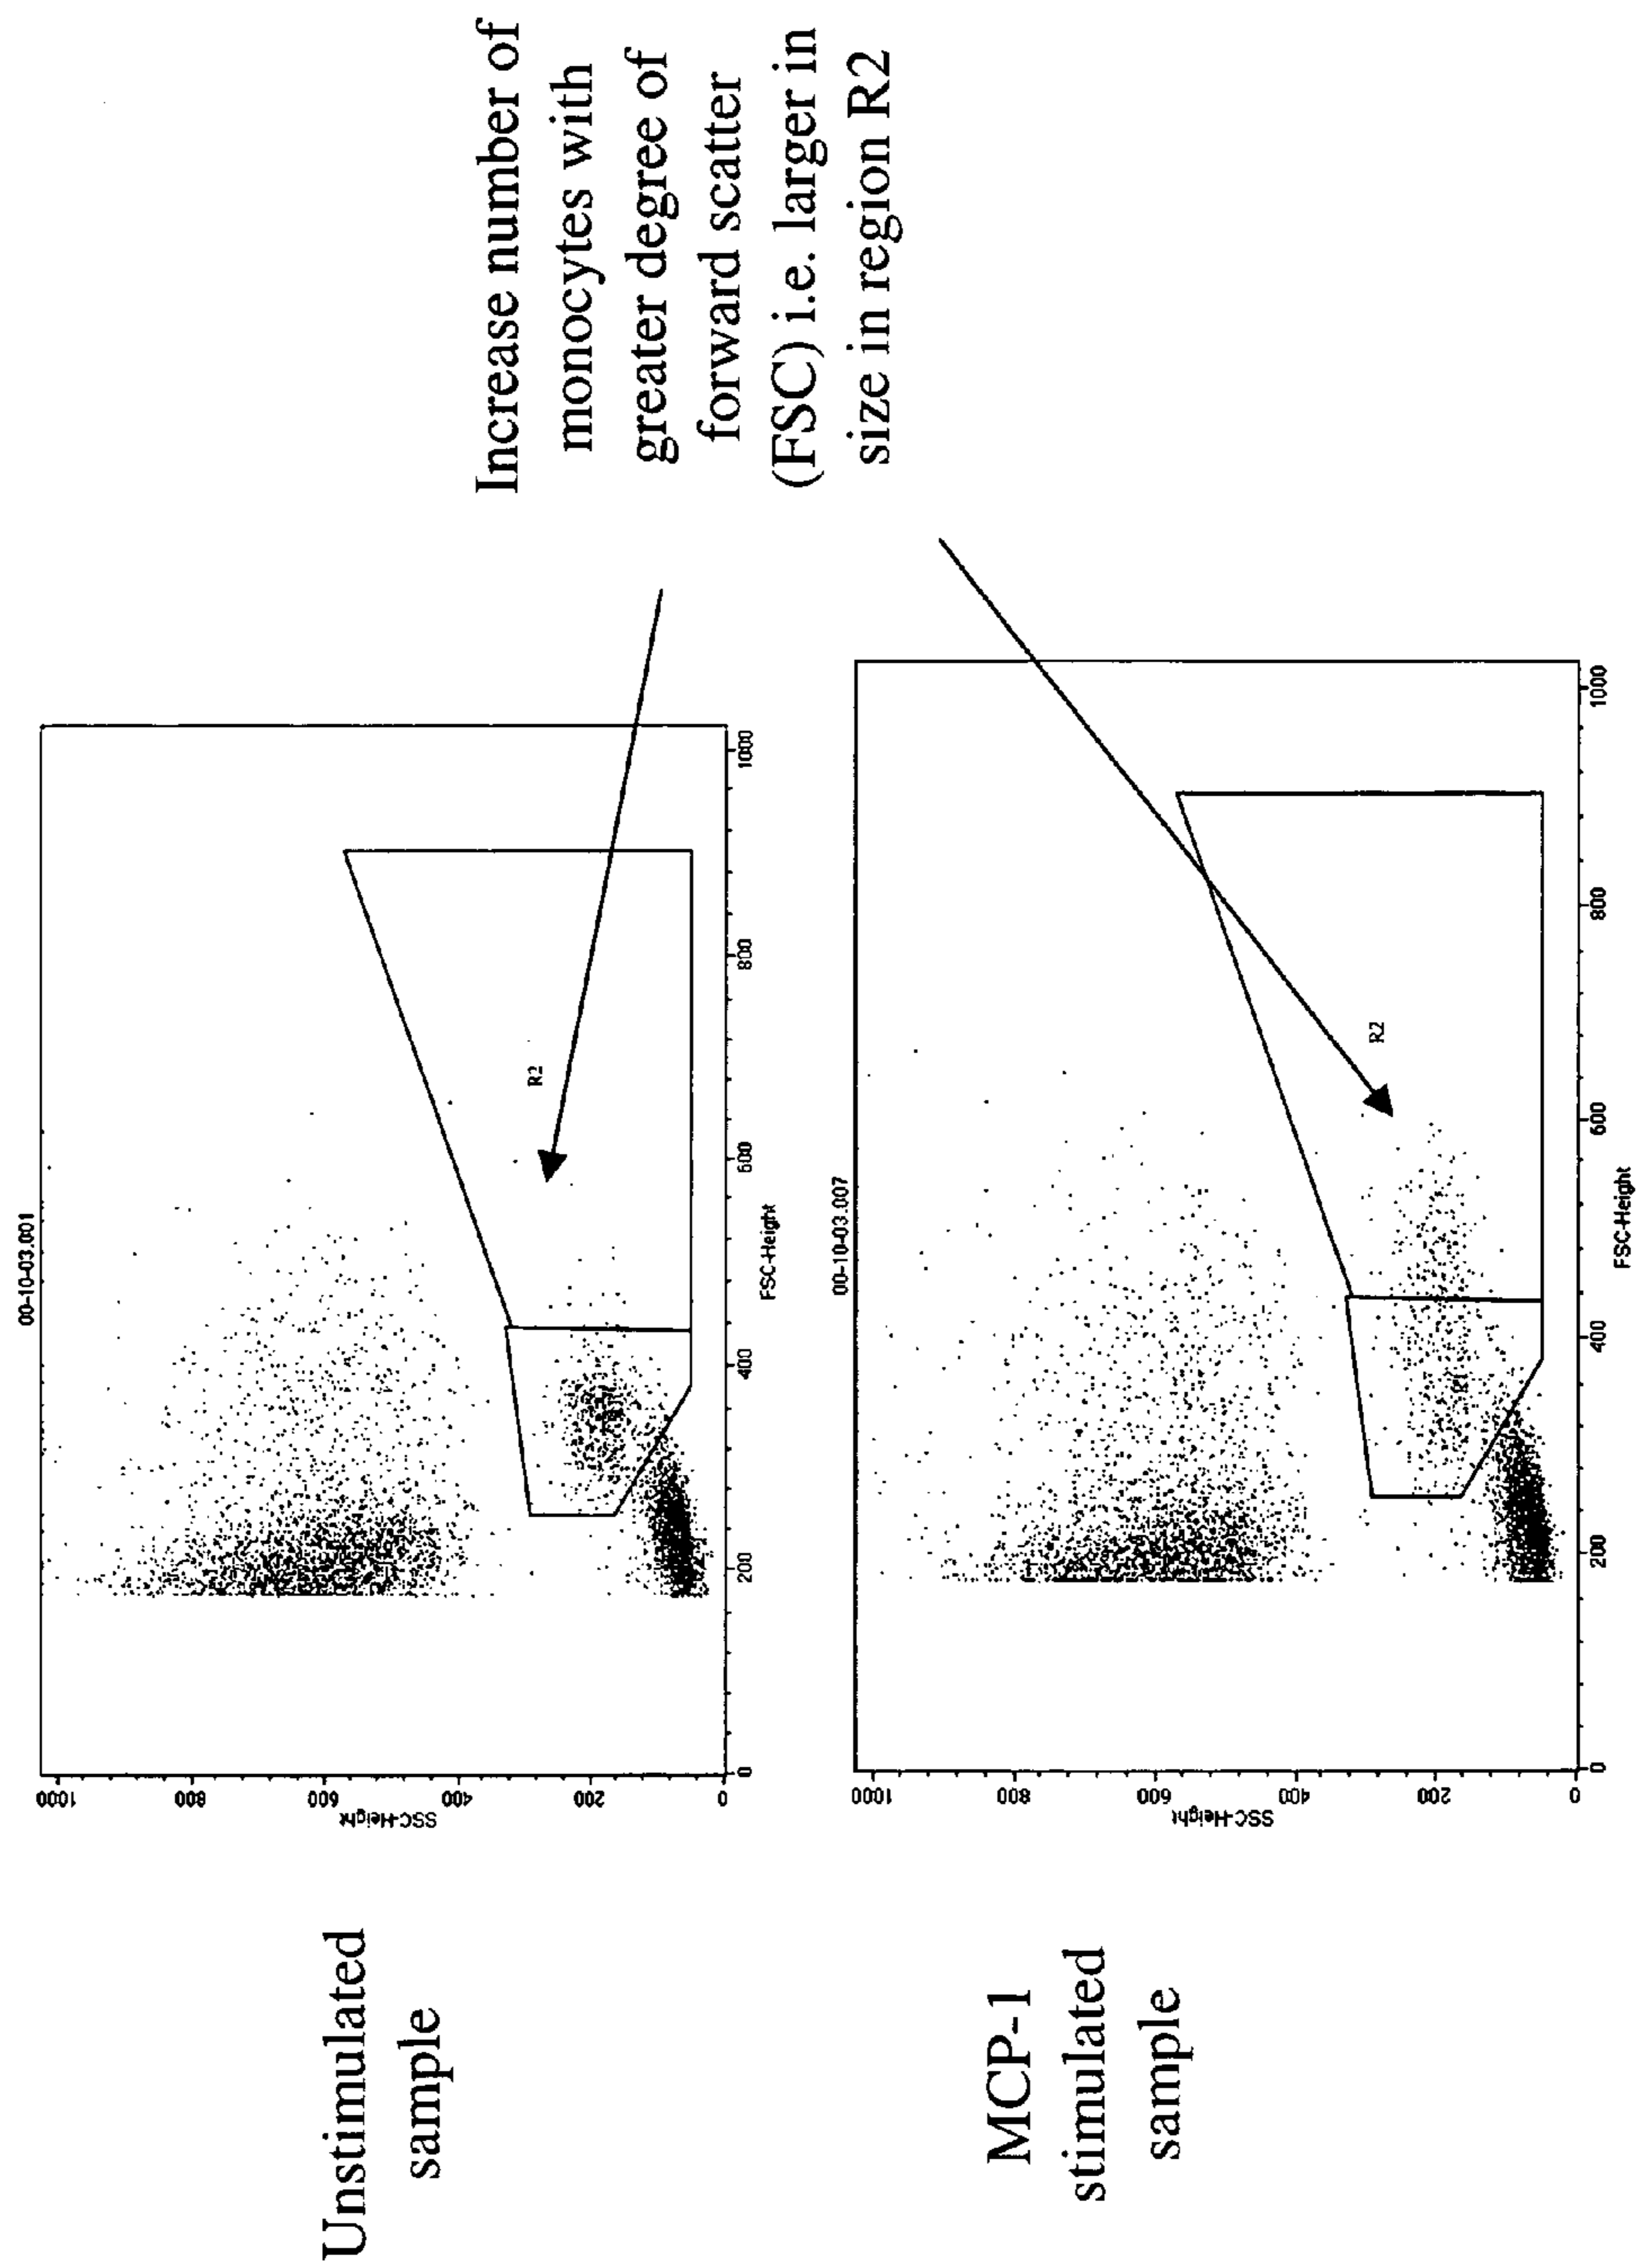 Unstimulated
sample
00-10-03.001
SSC-Height
1000
800
600
400
200
0
R2
0
200
400
600
800
1000
FSC-Height
MCP-1
stimulated
sample
00-10-03.007
SSC-Height
1000
800
600
400
200
0
R2
0
200
400
600
800
1000
FSC-Height
Increase number of
monocytes with
greater degree of
forward scatter
(FSC) i.e. larger in
size in region R2